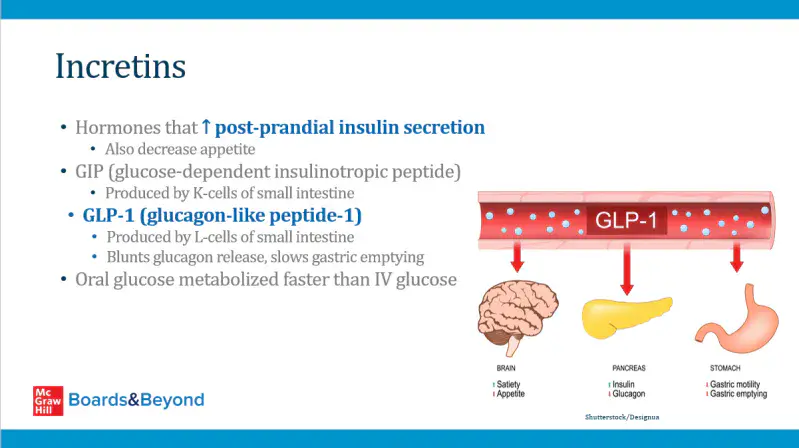 Incretins
• Hormones that ↑ post-prandial insulin secretion
• Also decrease appetite
• GIP (glucose-dependent insulinotropic peptide)
• Produced by K-cells of small intestine
• GLP-1 (glucagon-like peptide-1)
• Produced by L-cells of small intestine
• Blunts glucagon release, slows gastric emptying
• Oral glucose metabolized faster than IV glucose
GLP-1
BRAIN
↑ Satiety
↓ Appetite
PANCREAS
↑ Insulin
↓ Glucagon
STOMACH
↓ Gastric motility
↓ Gastric emptying
Shutterstock/Designua
Mc
Graw
Hill
Boards&Beyond